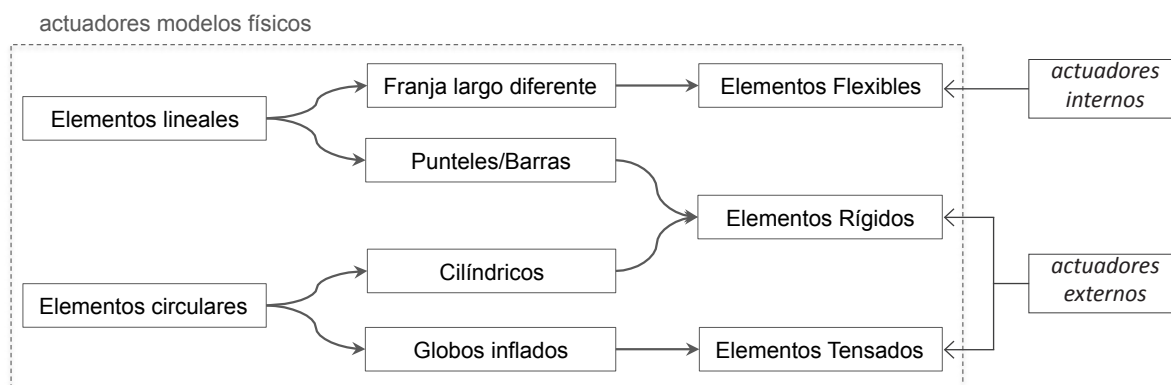 actuadores modelos físicos
Franja largo diferente
Elementos Flexibles
actuadores
internos
Elementos lineales
Punteles/Barras
Elementos Rígidos
Cilíndricos
actuadores
externos
Elementos circulares
Globos inflados
Elementos Tensados